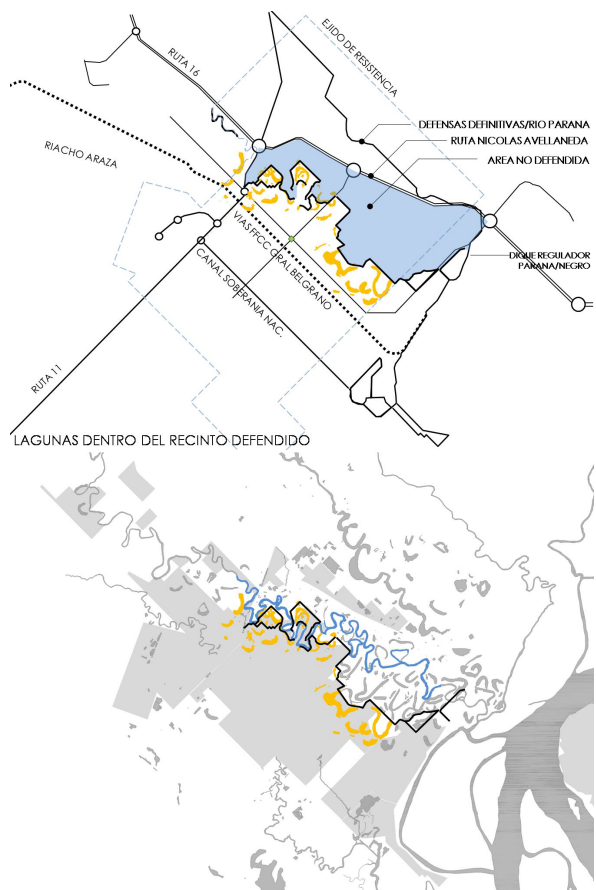 RUTA 16
EJIDO DE RESISTENCIA
DEFENSAS DEFINITIVAS/RIO PARANA
RUTA NICOLAS AVELLANEDA
AREA NO DEFENDIDA
RIACHO ARAZA
VIAS FFCC GRAL BELGRANO
DIQUE REGULADOR
PARANA/NEGRO
CANAL SOBERANIA NAC.
RUTA 11
LAGUNAS DENTRO DEL RECINTO DEFENDIDO